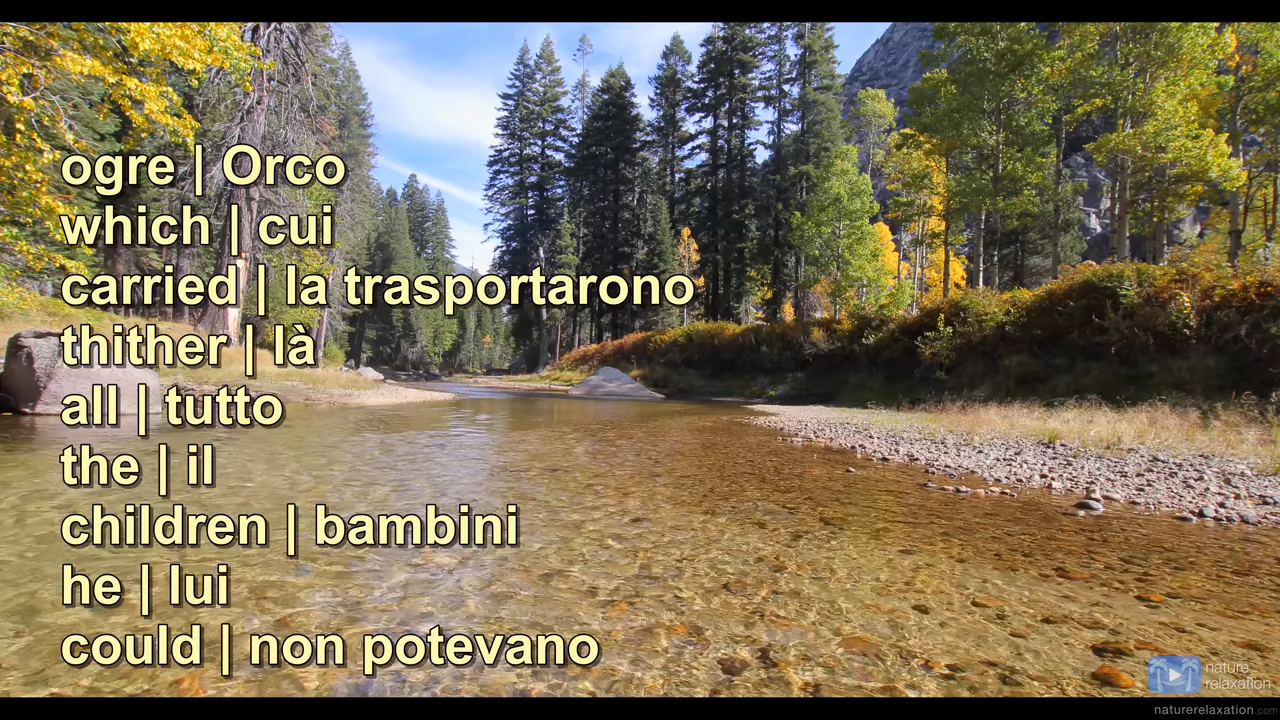 ogre | Orco
which | cui
carried | la trasportarono
thither | là
all | tutto
the | il
children | bambini
he | lui
could | non potevano
nature
relaxation
naturerelaxation.com